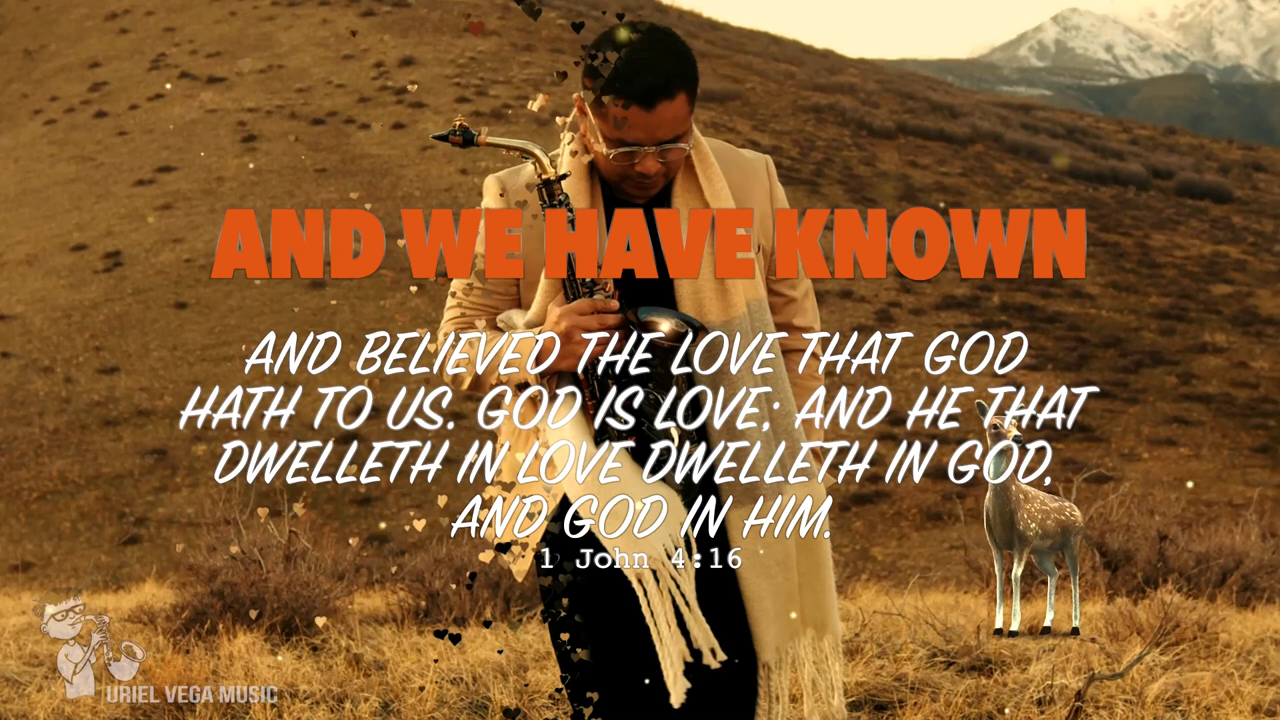 AND WE HAVE KNOWN
AND BELIEVED THE LOVE THAT GOD
HATH TO US. GOD IS LOVE; AND HE THAT
DWELLETH IN LOVE DWELLETH IN GOD,
AND GOD IN HIM.
1 John 4:16
URIEL VEGA MUSIC